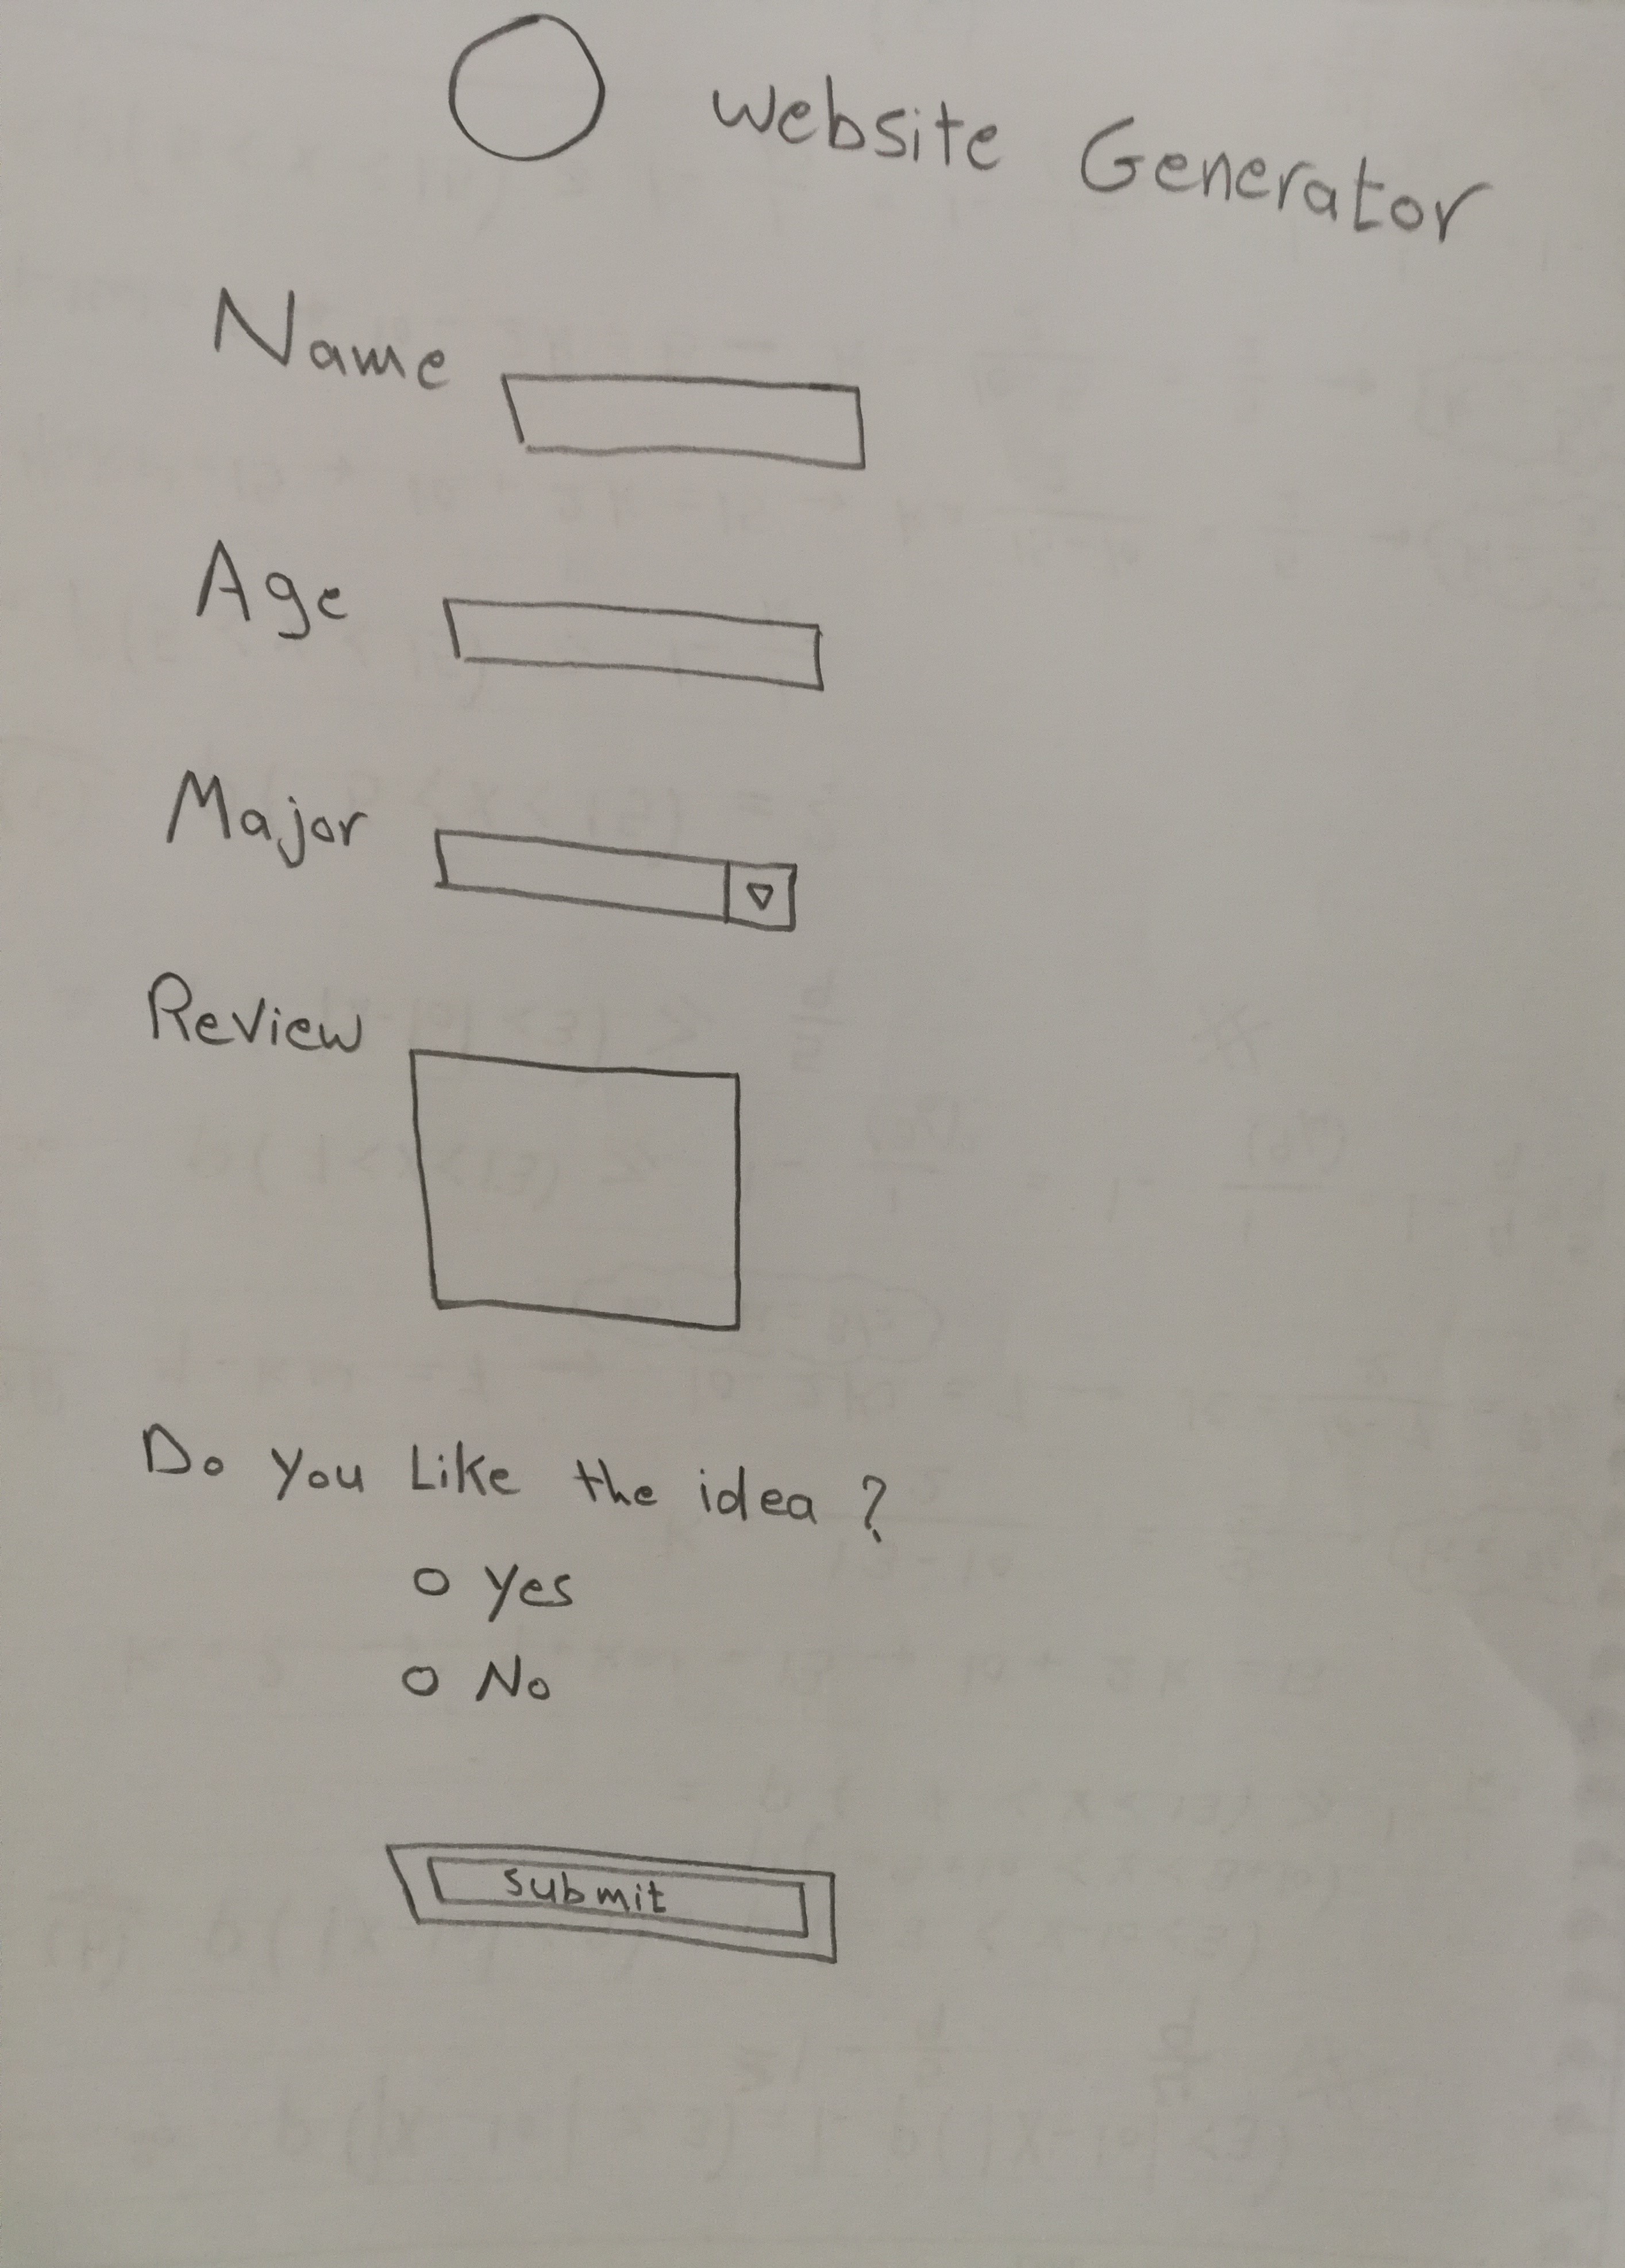 Website Generator
Name
Age
Major
Review
Do you Like the idea ?
Yes
No
Submit